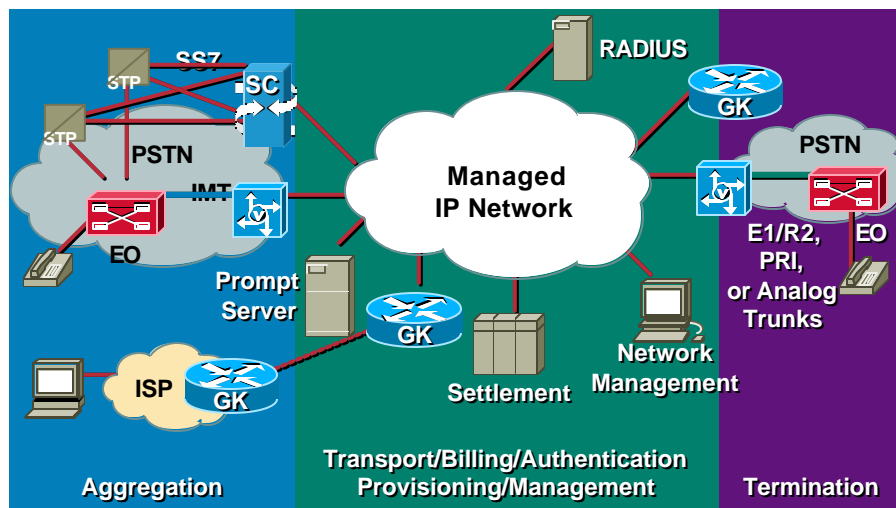 SS7
STP
SC
STP
PSTN
IMT
EO
RADIUS
GK
Managed
IP Network
PSTN
V
V
E1/R2,
PRI,
or Analog
Trunks
EO
Prompt
Server
GK
Settlement
Network
Management
ISP
GK
Aggregation
Transport/Billing/Authentication
Provisioning/Management
Termination